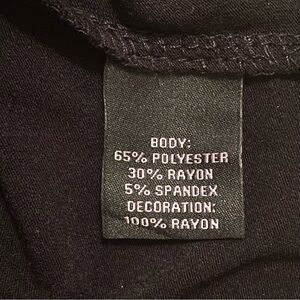 BODY:
65% POLYESTER
30% RAYON
5% SPANDEX
DECORATION:
100% RAYON